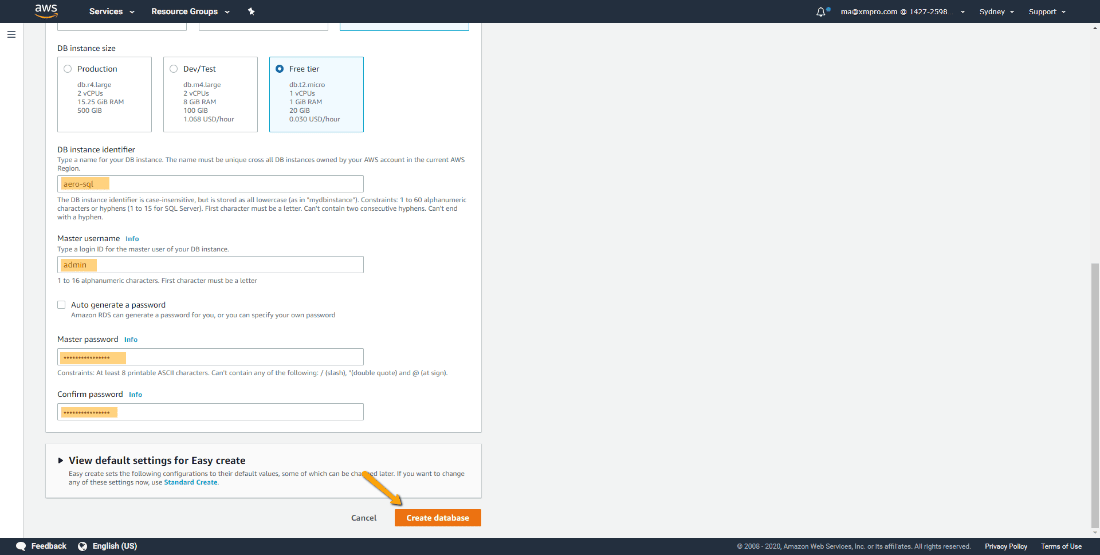 aws
Services
Resource Groups
ma@xmpro.com @ 1427-2598
Sydney
Support
DB instance size
Production
db.r4.large
2 vCPUs
15.25 GiB RAM
500 GiB
Dev/Test
db.m4.large
2 vCPUs
8 GiB RAM
100 GiB
1.068 USD/hour
Free tier
db.t2.micro
1 vCPUs
1 GiB RAM
20 GiB
0.030 USD/hour
DB instance identifier
Type a name for your DB instance. The name must be unique cross all DB instances owned by your AWS account in the current AWS
Region.
aero-sql
The DB instance identifier is case-insensitive, but is stored as all lowercase (as in "mydbinstance"). Constraints: 1 to 60 alphanumeric
characters or hyphens (1 to 15 for SQL Server). First character must be a letter. Can't contain two consecutive hyphens. Can't end
with a hyphen.
Master username Info
Type a login ID for the master user of your DB instance.
admin
1 to 16 alphanumeric characters. First character must be a letter
Auto generate a password
Amazon RDS can generate a password for you, or you can specify your own password
Master password Info
Constraints: At least 8 printable ASCII characters. Can't contain any of the following: / (slash), "(double quote) and @ (at sign).
Confirm password Info
View default settings for Easy create
Easy create sets the following configurations to their default values, some of which can be changed later. If you want to change
any of these settings now, use Standard Create.
Cancel
Create database
Feedback
English (US)
© 2008 - 2020, Amazon Web Services, Inc. or its affiliates. All rights reserved.
Privacy Policy
Terms of Use